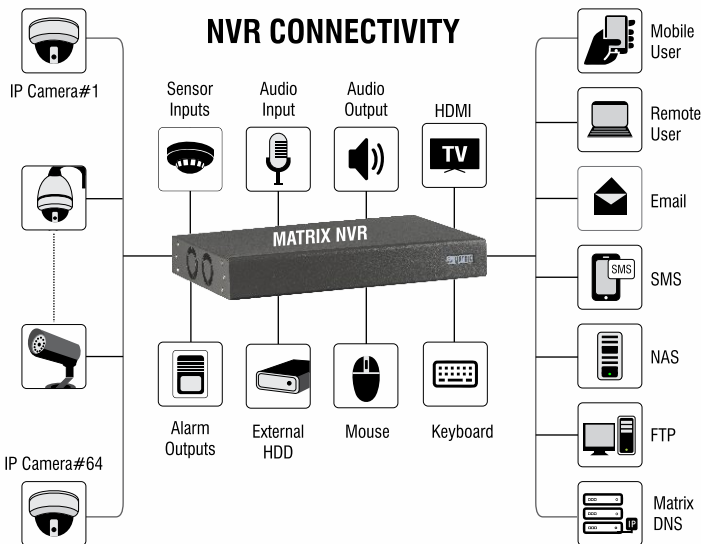 NVR CONNECTIVITY
IP Camera#1
IP Camera#64
Sensor
Inputs
Audio
Input
Audio
Output
HDMI
TV
MATRIX NVR
Alarm
Outputs
External
HDD
Mouse
Keyboard
Mobile
User
Remote
User
Email
SMS
SMS
NAS
FTP
IP
Matrix
DNS